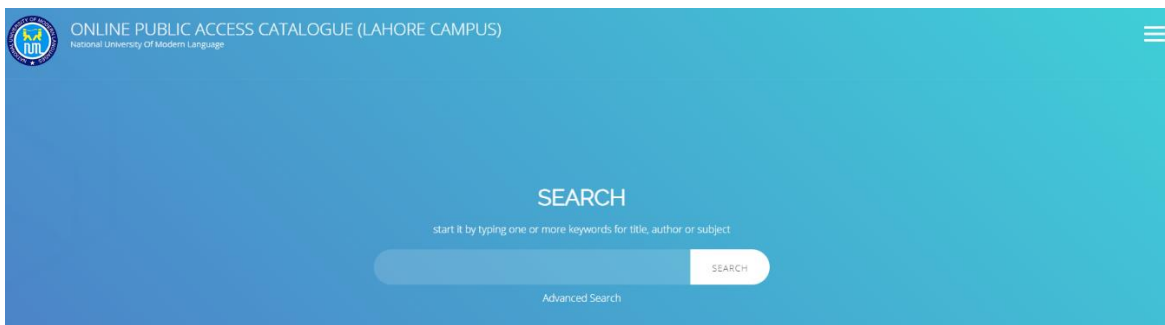 ONLINE PUBLIC ACCESS CATALOGUE (LAHORE CAMPUS)
National University Of Modern Language
SEARCH
start it by typing one or more keywords for title, author or subject
SEARCH
Advanced Search